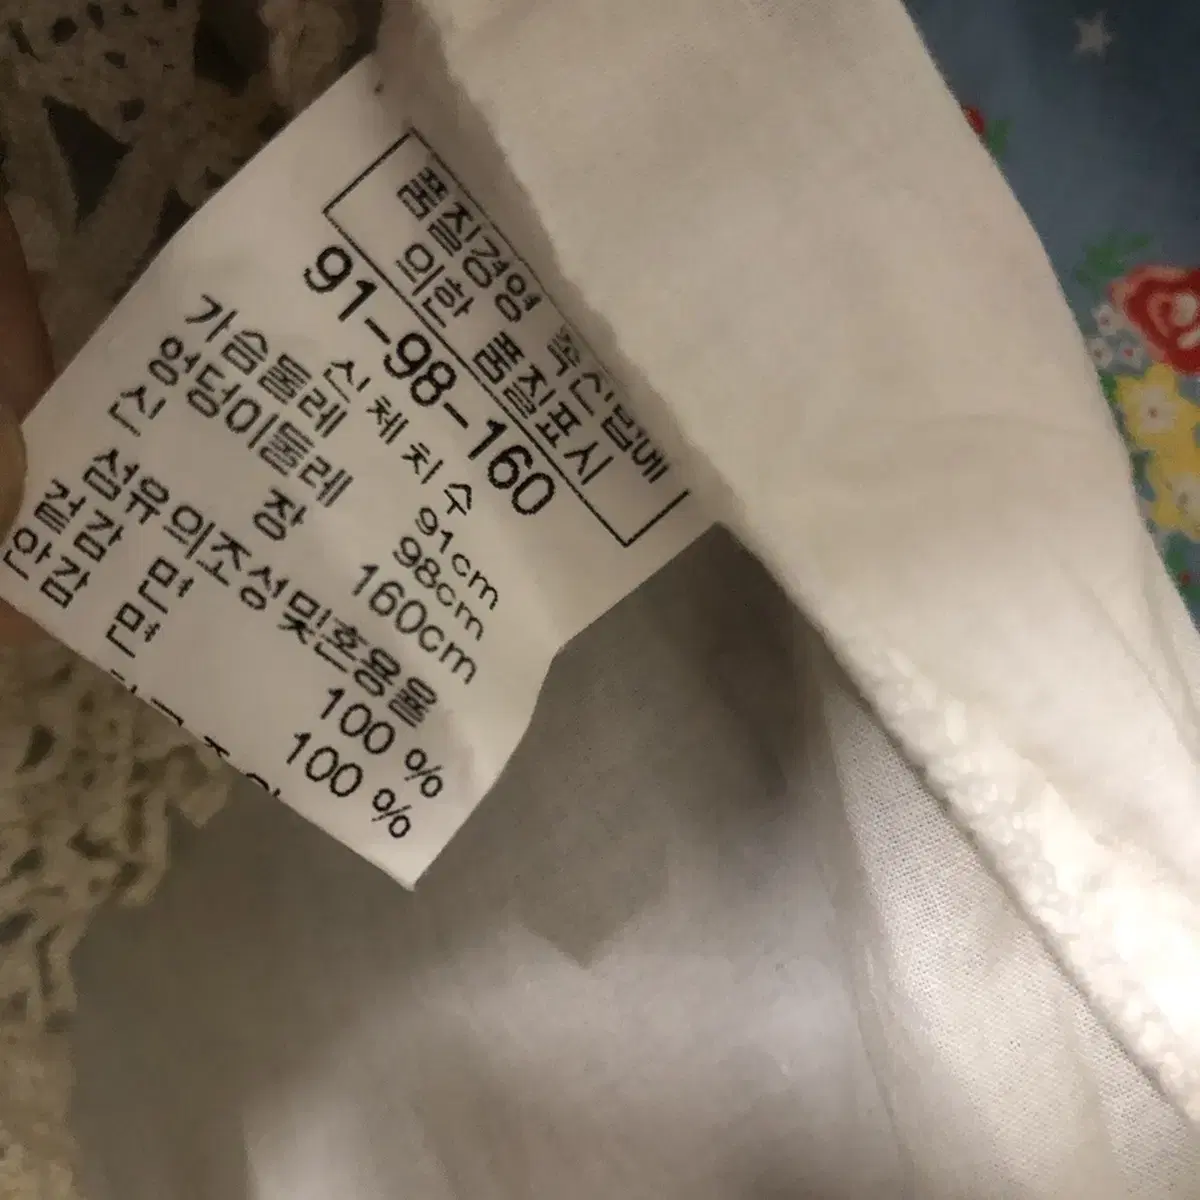 품질경영 촉진법에
의한 품질표시
91-98-160
신체치수
가슴둘레 91cm
엉덩이둘레 98cm
신 장 160cm
섬유의조성및혼용율
겉감 면 100 %
안감 면 100 %